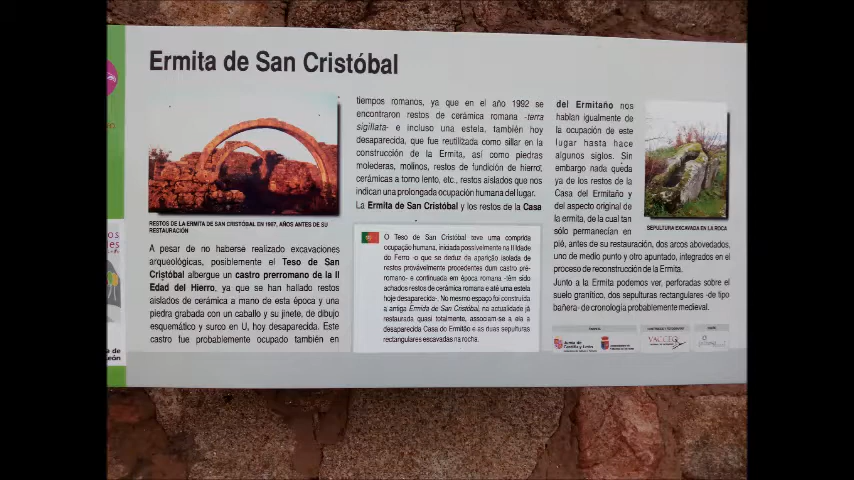 Ermita de San Cristóbal
RESTOS DE LA ERMITA DE SAN CRISTÓBAL EN 1987, AÑOS ANTES DE SU
RESTAURACIÓN
A pesar de no haberse realizado excavaciones
arqueológicas, posiblemente el Teso de San
Cristóbal albergue un castro prerromano de la II
Edad del Hierro, ya que se han hallado restos
aislados de cerámica a mano de esta época y una
piedra grabada con un caballo y su jinete, de dibujo
esquemático y surco en U, hoy desaparecida. Este
castro fue probablemente ocupado también en
tiempos romanos, ya que en el año 1992 se
encontraron restos de cerámica romana -terra
sigillata- e incluso una estela, también hoy
desaparecida, que fue reutilizada como sillar en la
construcción de la Ermita, así como piedras
molederas, molinos, restos de fundición de hierro,
cerámicas a torno lento, etc., restos aislados que nos
indican una prolongada ocupación humana del lugar.
La Ermita de San Cristóbal y los restos de la Casa
del Ermitaño nos
hablan igualmente de
la ocupación de este
lugar hasta hace
algunos siglos. Sin
embargo nada queda
ya de los restos de la
Casa del Ermitaño y
del aspecto original de
la ermita, de la cual tan
sólo permanecían en
pié, antes de su restauración, dos arcos abovedados,
uno de medio punto y otro apuntado, integrados en el
proceso de reconstrucción de la Ermita.
Junto a la Ermita podemos ver, perforadas sobre el
suelo granítico, dos sepulturas rectangulares -de tipo
bañera- de cronología probablemente medieval.
SEPULTURA EXCAVADA EN LA ROCA
O Teso de San Cristóbal teve uma comprida
ocupação humana, iniciada possivelmente na II Idade
do Ferro -o que se deduz da aparição isolada de
restos provávelmente procedentes dum castro pré-
romano- e continuada em época romana -têm sido
achados restos de cerâmica romana e até uma estela
hoje desaparecida-. No mesmo espaço foi construída
a antiga Ermida de San Cristóbal, na actualidade já
restaurada quasi totalmente, associam-se a ela a
desaparecida Casa do Ermitão e as duas sepulturas
rectangulares escavadas na rocha.
Junta de
Castilla y León
VACCEO
os
les
a de
eón